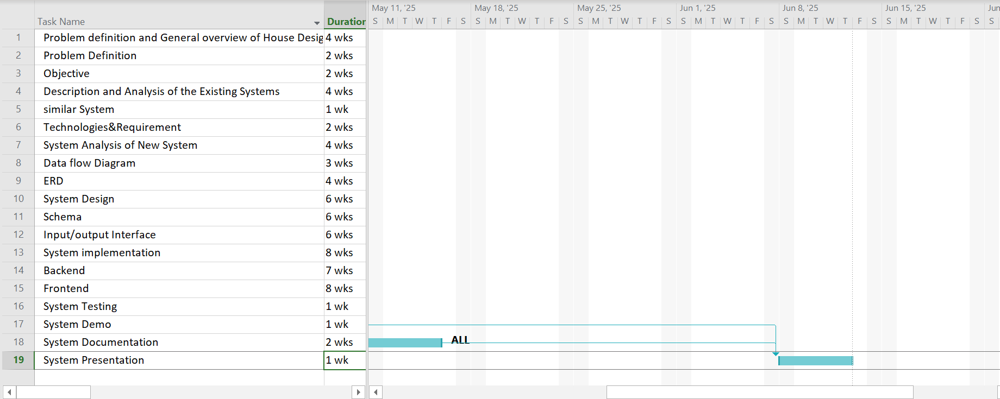 May 11, '25 May 18, '25 May 25, '25 Jun 1, '25 Jun 8, '25 Jun 15, '25 Jun
Task Name Duration S M T W T F S S M T W T F S S M T W T F S S M T W T F S S M T W T F S S M T W T F S S
1 Problem definition and General overview of House Desig 4 wks
2 Problem Definition 2 wks
3 Objective 2 wks
4 Description and Analysis of the Existing Systems 4 wks
5 similar System 1 wk
6 Technologies&Requirement 2 wks
7 System Analysis of New System 4 wks
8 Data flow Diagram 3 wks
9 ERD 4 wks
10 System Design 6 wks
11 Schema 6 wks
12 Input/output Interface 6 wks
13 System implementation 8 wks
14 Backend 7 wks
15 Frontend 8 wks
16 System Testing 1 wk
17 System Demo 1 wk
18 System Documentation 2 wks ALL
19 System Presentation 1 wk